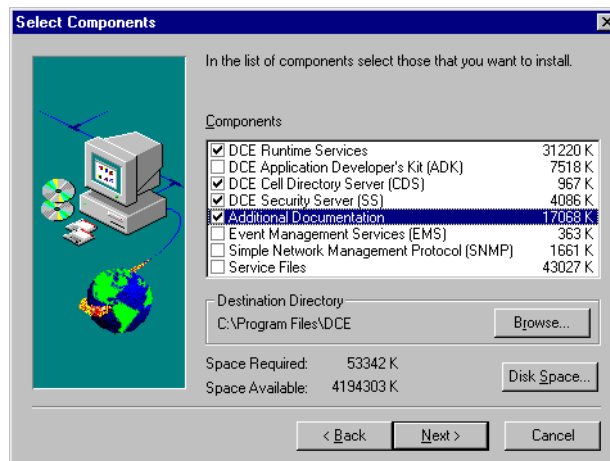 Select Components
In the list of components select those that you want to install.
Components
DCE Runtime Services 31220 K
DCE Application Developer's Kit (ADK) 7518 K
DCE Cell Directory Server (CDS) 967 K
DCE Security Server (SS) 4086 K
Additional Documentation 17068 K
Event Management Services (EMS) 363 K
Simple Network Management Protocol (SNMP) 1661 K
Service Files 43027 K
Destination Directory
C:\Program Files\DCE
Browse...
Space Required: 53342 K
Space Available: 4194303 K
Disk Space...
< Back
Next >
Cancel